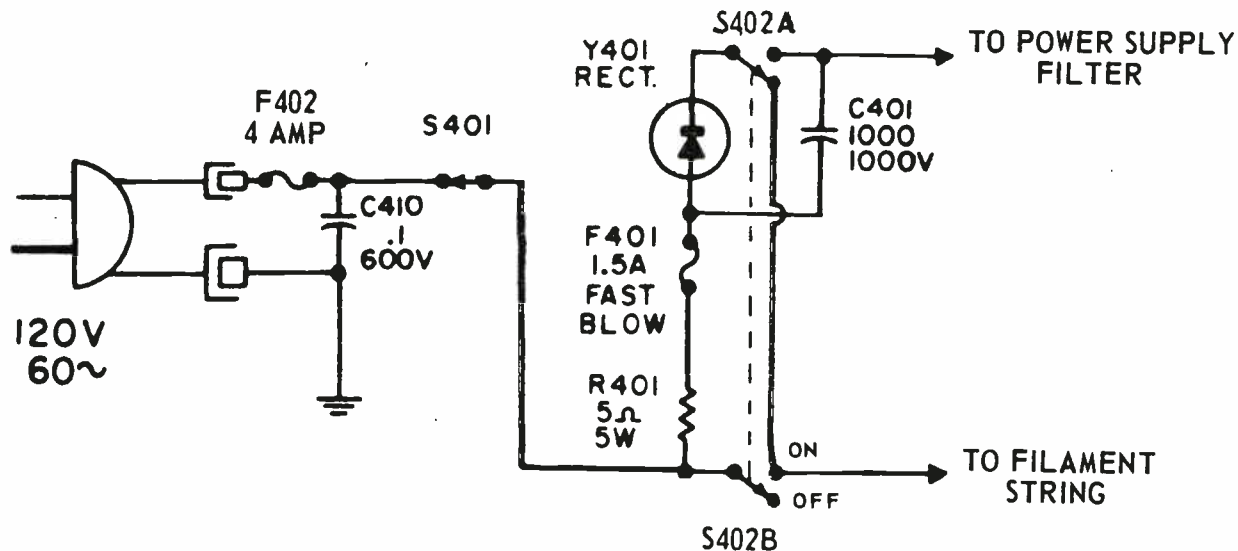 S402A
Y401
RECT.
TO POWER SUPPLY
FILTER
F402
4 AMP
S401
C401
1000
1000V
C410
.1
600V
F401
1.5A
FAST
BLOW
120V
60~
R401
5Ω
5W
ON
OFF
TO FILAMENT
STRING
S402B